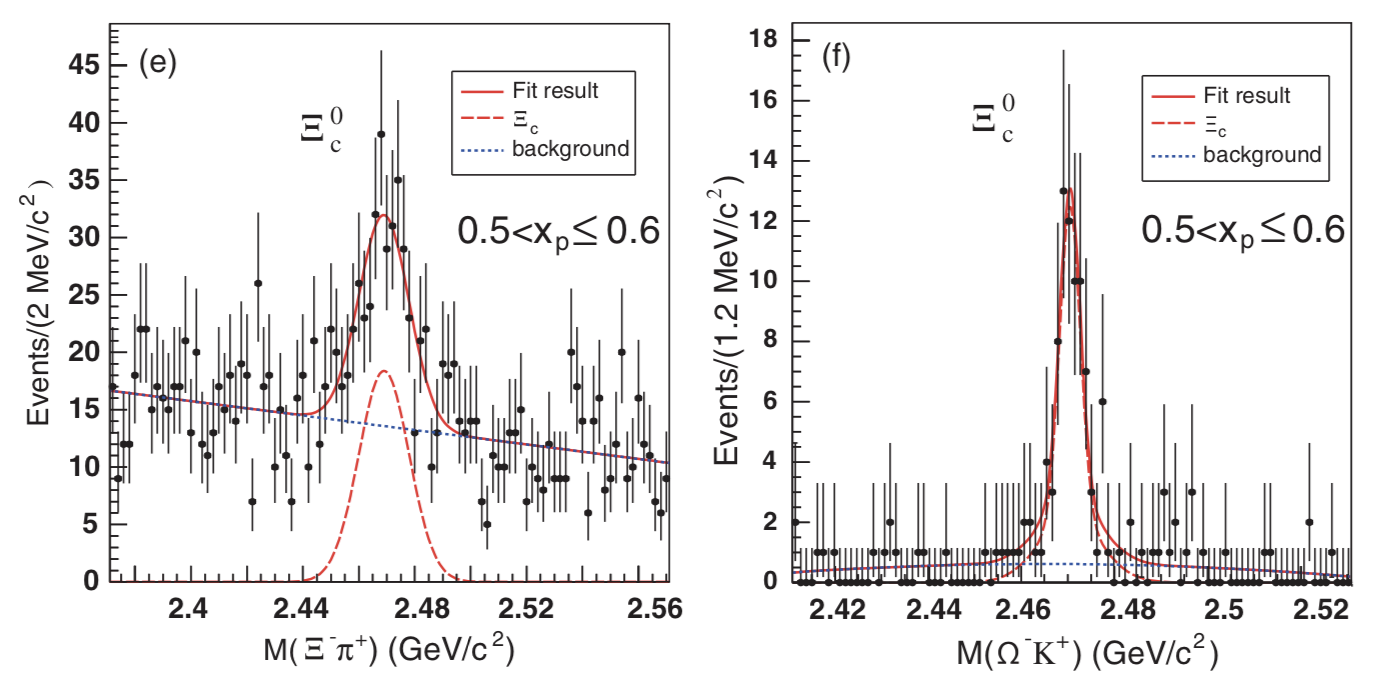 (e)
Ξ⁰c
Fit result
Ξc
background
0.5<xp≤ 0.6
Events/(2 MeV/c²)
45
40
35
30
25
20
15
10
5
0
2.4 2.44 2.48 2.52 2.56
M(Ξ⁻π⁺) (GeV/c²)
(f)
Ξ⁰c
Fit result
Ξc
background
0.5<xp≤0.6
Events/(1.2 MeV/c²)
18
16
14
12
10
8
6
4
2
0
2.42 2.44 2.46 2.48 2.5 2.52
M(Ω⁻K⁺) (GeV/c²)